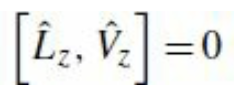 [L̂_z, V̂_z] = 0